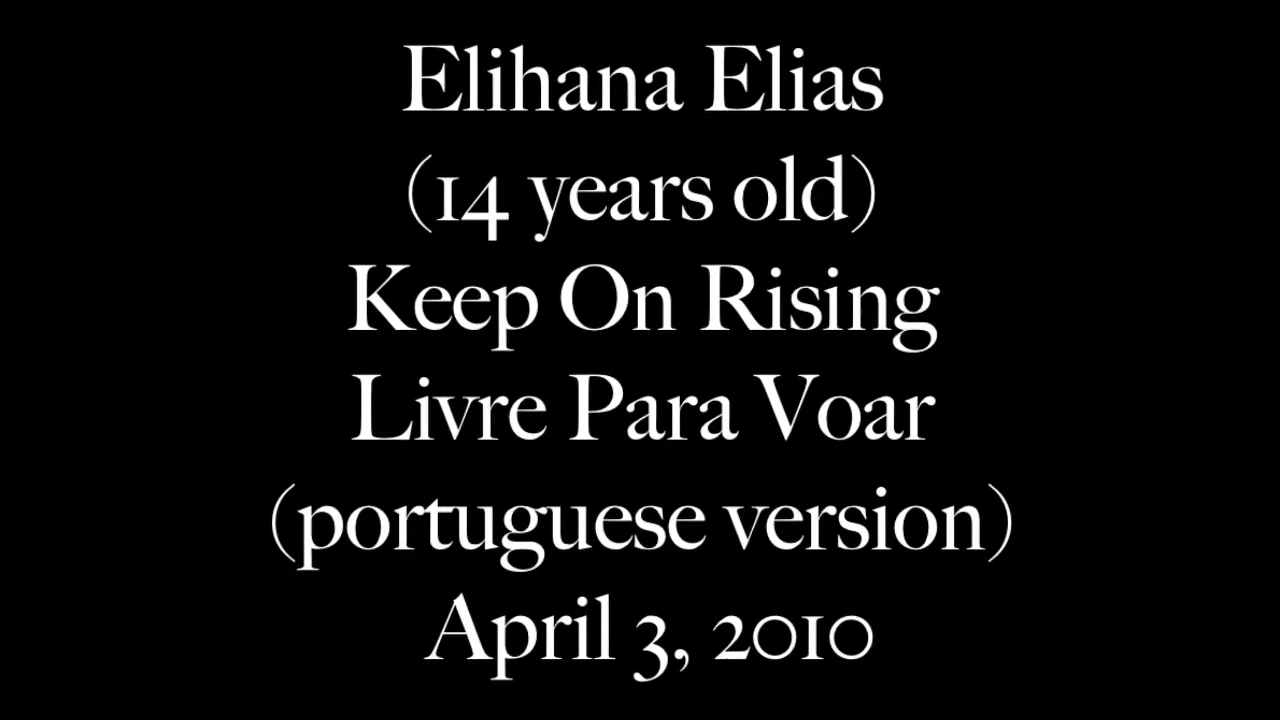 Elihana Elias
(14 years old)
Keep On Rising
Livre Para Voar
(portuguese version)
April 3, 2010